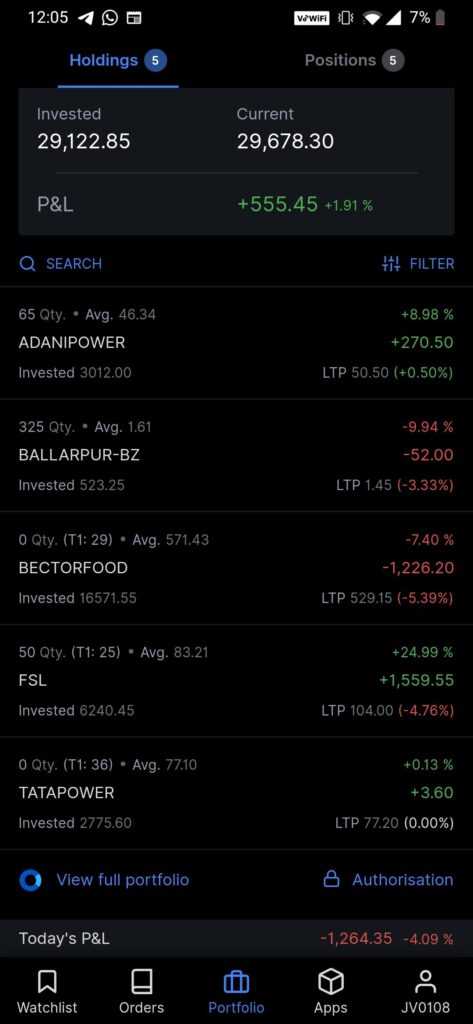 12:05 VoWiFi 7%
Holdings 5 Positions 5
Invested Current
29,122.85 29,678.30
P&L +555.45 +1.91 %
SEARCH FILTER
65 Qty. • Avg. 46.34 +8.98 %
ADANIPOWER +270.50
Invested 3012.00 LTP 50.50 (+0.50%)
325 Qty. • Avg. 1.61 -9.94 %
BALLARPUR-BZ -52.00
Invested 523.25 LTP 1.45 (-3.33%)
0 Qty. (T1: 29) • Avg. 571.43 -7.40 %
BECTORFOOD -1,226.20
Invested 16571.55 LTP 529.15 (-5.39%)
50 Qty. (T1: 25) • Avg. 83.21 +24.99 %
FSL +1,559.55
Invested 6240.45 LTP 104.00 (-4.76%)
0 Qty. (T1: 36) • Avg. 77.10 +0.13 %
TATAPOWER +3.60
Invested 2775.60 LTP 77.20 (0.00%)
View full portfolio Authorisation
Today's P&L -1,264.35 -4.09 %
Watchlist Orders Portfolio Apps JV0108